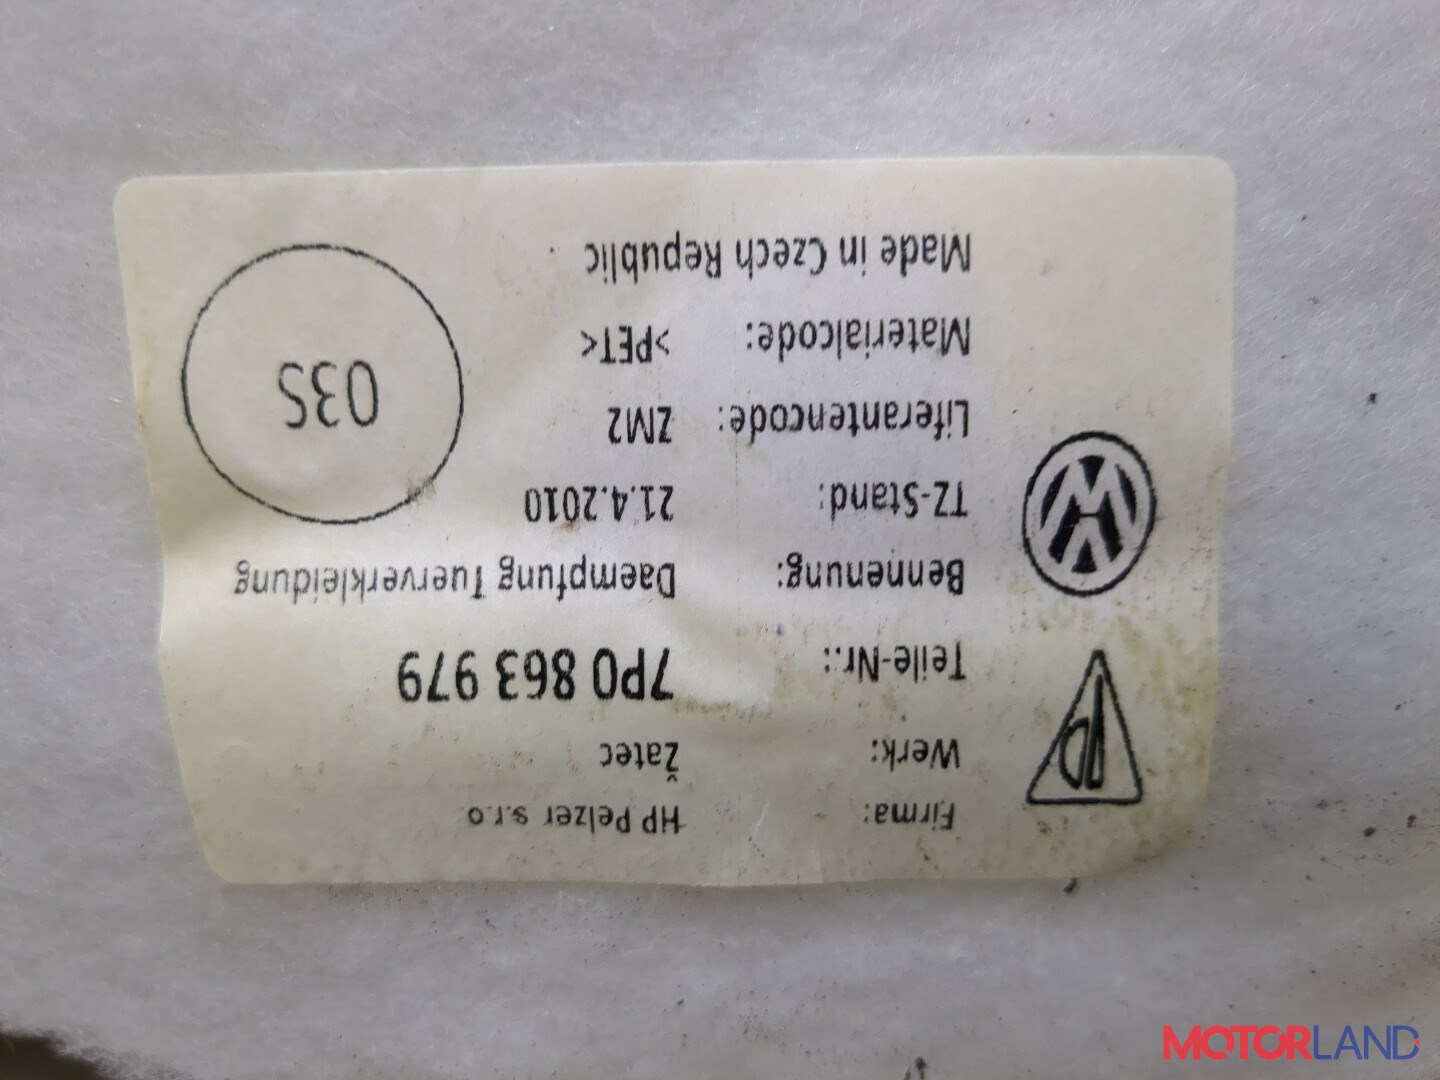 Firma: HP Pelzer s.r.o
Werk: Žatec
Teile-Nr.: 7P0 863 979
Bennenung: Daempfung Tuerverkleidung
TZ-Stand: 21.4.2010
Liferantencode: ZM2
Materialcode: >PET<
Made in Czech Republic
03S
MOTORLAND